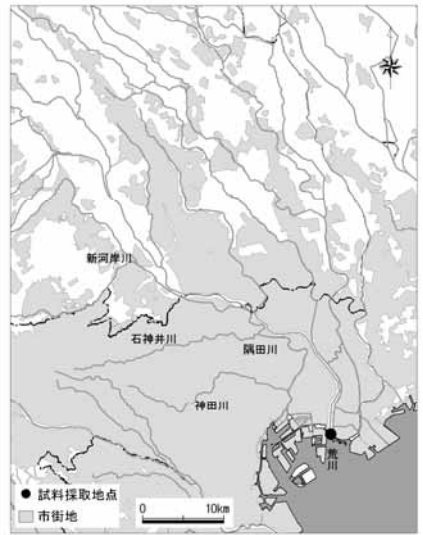 新河岸川
石神井川
隅田川
神田川
荒川
● 試料採取地点
市街地
0 10km